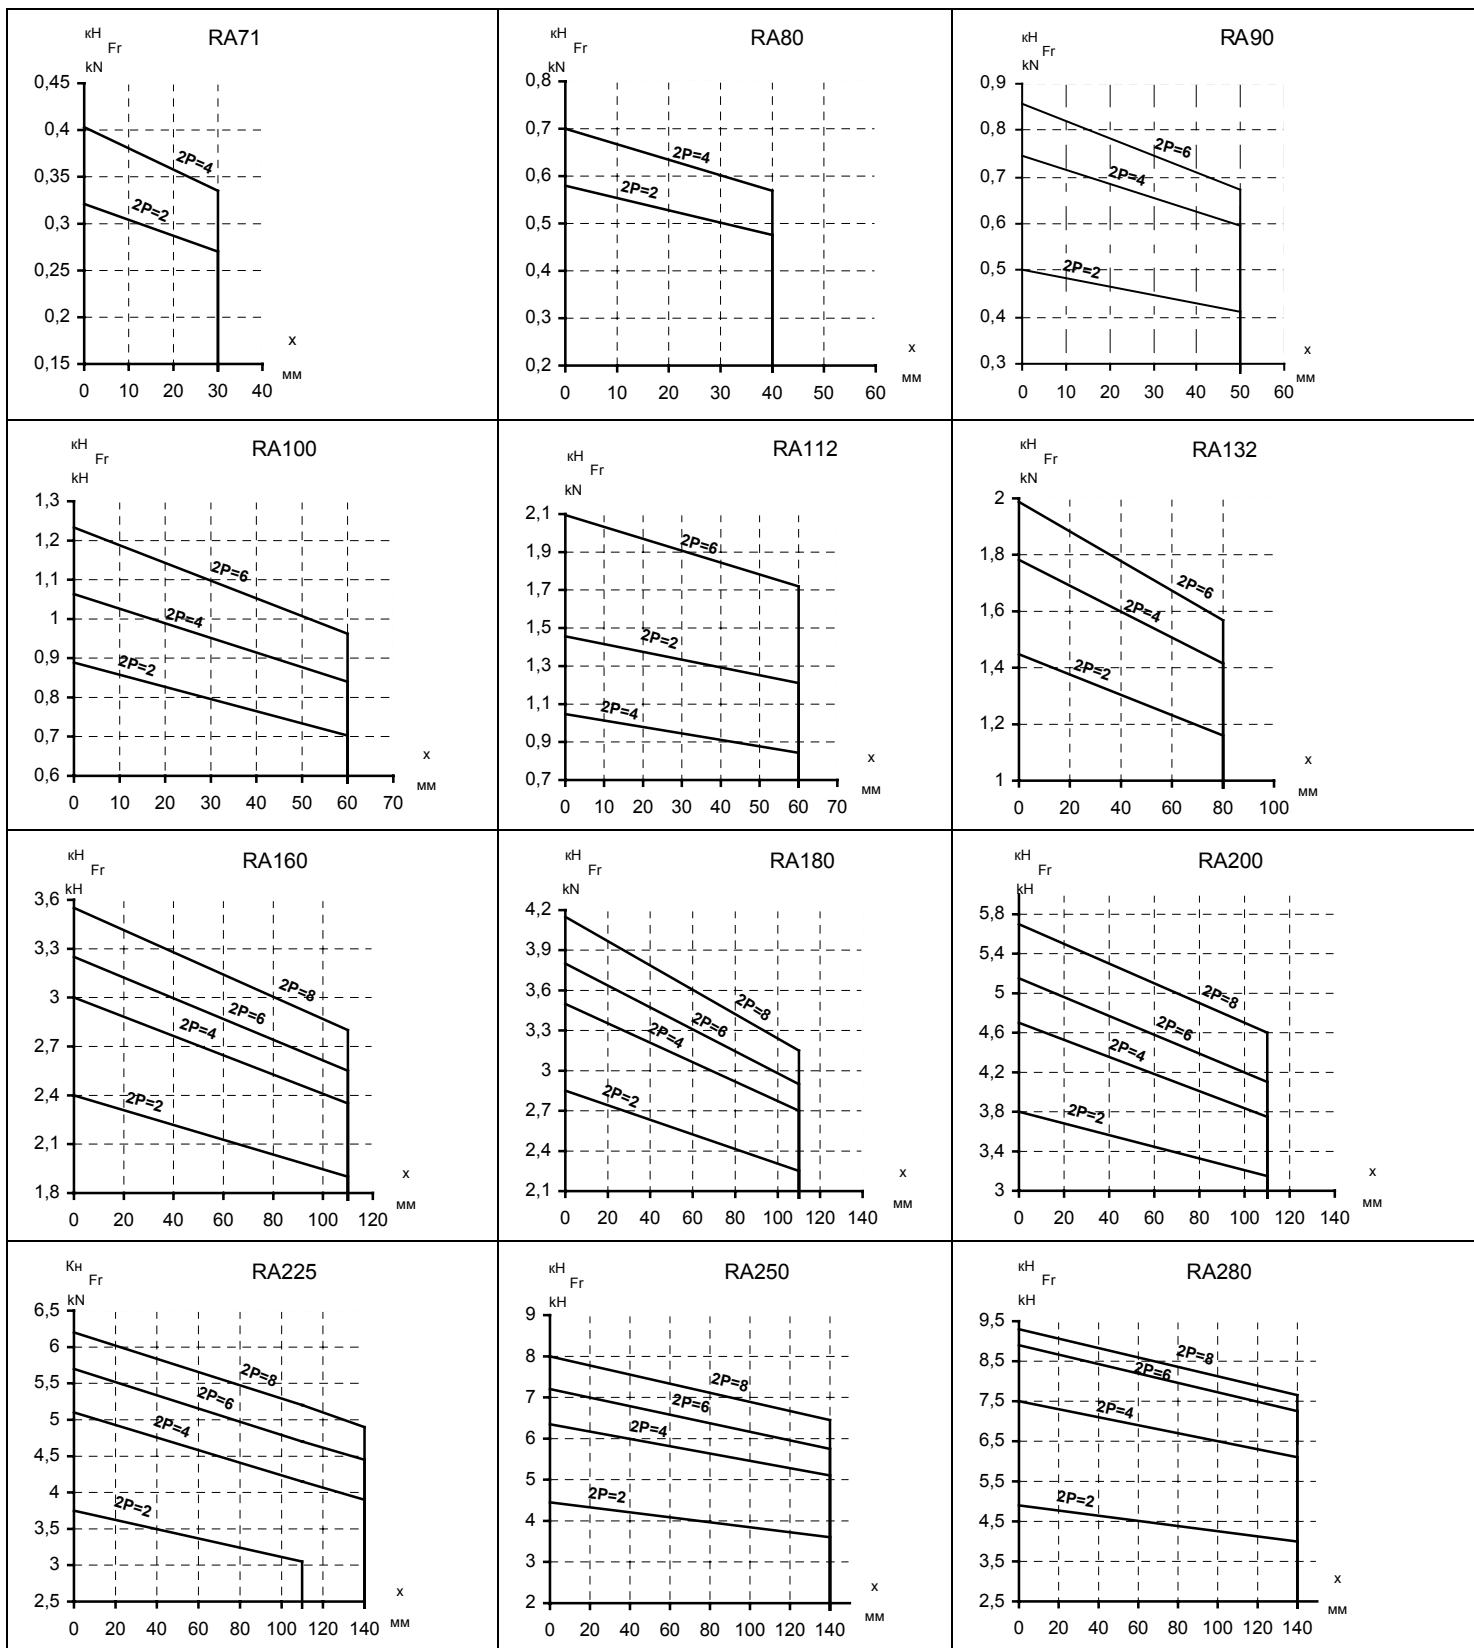 кН
Fr
RA71
kN
0,45
0,4
0,35
0,3
0,25
0,2
0,15
2P=4
2P=2
x
мм
0 10 20 30 40
кН
Fr
RA80
kN
0,8
0,7
0,6
0,5
0,4
0,3
0,2
2P=4
2P=2
x
мм
0 10 20 30 40 50 60
кН
Fr
RA90
kN
0,9
0,8
0,7
0,6
0,5
0,4
0,3
2P=6
2P=4
2P=2
x
мм
0 10 20 30 40 50 60
кН
Fr
RA100
kH
1,3
1,2
1,1
1
0,9
0,8
0,7
0,6
2P=6
2P=4
2P=2
x
мм
0 10 20 30 40 50 60 70
кН
Fr
RA112
kN
2,1
1,9
1,7
1,5
1,3
1,1
0,9
0,7
2P=6
2P=2
2P=4
x
мм
0 10 20 30 40 50 60 70
кН
Fr
RA132
kN
2
1,8
1,6
1,4
1,2
1
2P=6
2P=4
2P=2
x
мм
0 20 40 60 80 100
кН
Fr
RA160
kH
3,6
3,3
3
2,7
2,4
2,1
1,8
2P=8
2P=6
2P=4
2P=2
x
мм
0 20 40 60 80 100 120
кН
Fr
RA180
kN
4,2
3,9
3,6
3,3
3
2,7
2,4
2,1
2P=8
2P=6
2P=4
2P=2
x
мм
0 20 40 60 80 100 120 140
кН
Fr
RA200
kH
5,8
5,4
5
4,6
4,2
3,8
3,4
3
2P=8
2P=6
2P=4
2P=2
x
мм
0 20 40 60 80 100 120 140
Кн
Fr
RA225
kN
6,5
6
5,5
5
4,5
4
3,5
3
2,5
2P=8
2P=6
2P=4
2P=2
x
мм
0 20 40 60 80 100 120 140
кН
Fr
RA250
kH
9
8
7
6
5
4
3
2
2P=8
2P=6
2P=4
2P=2
x
мм
0 20 40 60 80 100 120 140
кН
Fr
RA280
kH
9,5
8,5
7,5
6,5
5,5
4,5
3,5
2,5
2P=8
2P=6
2P=4
2P=2
x
мм
0 20 40 60 80 100 120 140